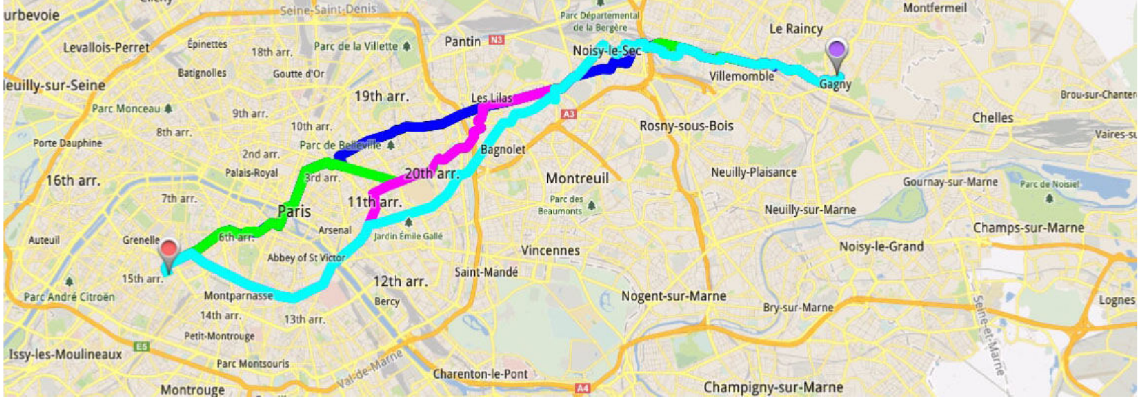 urbevoie
Seine-Saint-Denis
Montfermeil
Levallois-Perret
Épinettes
18th arr.
Parc de la Villette
Pantin
N3
Parc Départemental
de la Bergère
Le Raincy
Noisy-le-Sec
Batignolles
Goutte d'Or
Villemomble
Gagny
Neuilly-sur-Seine
19th arr.
Les Lilas
Brou-sur-Chanter
Parc Monceau
9th arr.
10th arr.
A3
Chelles
8th arr.
Rosny-sous-Bois
Vaires-su
Porte Dauphine
2nd arr.
Parc de Belleville
Bagnolet
Palais-Royal
3rd arr.
20th arr.
Montreuil
Neuilly-Plaisance
16th arr.
Gournay-sur-Marne
Parc de Noisiel
7th arr.
11th arr.
Parc des
Beaumonts
Paris
Neuilly-sur-Marne
Auteuil
Grenelle
6th arr.
Arsenal
Jardin Émile Gallé
Champs-sur-Marne
Noisy-le-Grand
Abbey of St Victor
Vincennes
15th arr.
12th arr.
Saint-Mandé
Parc André Citroën
Montparnasse
Bercy
Nogent-sur-Marne
Bry-sur-Marne
Lognes
14th arr.
13th arr.
Petit-Montrouge
Seine-et-Marne
E5
Issy-les-Moulineaux
Parc Montsouris
Val-de-Marne
Charenton-le-Pont
A4
Champigny-sur-Marne
Montrouge